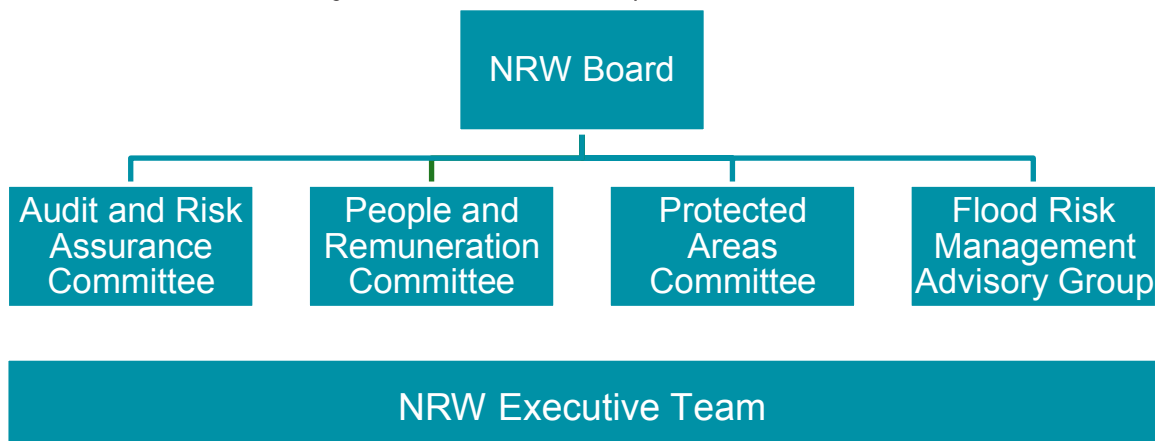 NRW Board
Audit and Risk
Assurance
Committee
People and
Remuneration
Committee
Protected
Areas
Committee
Flood Risk
Management
Advisory Group
NRW Executive Team